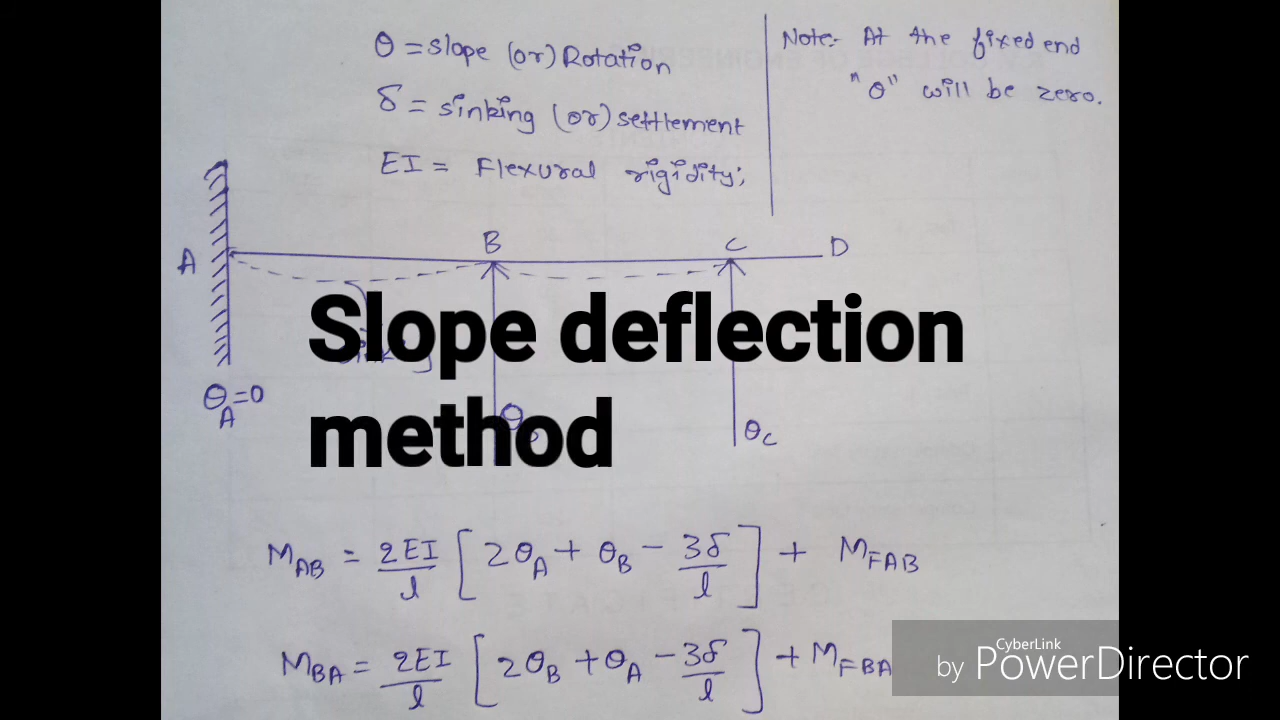 θ = slope (or) Rotation
δ = sinking (or) settlement
EI = Flexural rigidity;
Note:- At the fixed end
"θ" will be zero.
A
B
C
D
Slope deflection
method
θA=0
θC
MAB = 2EI/l [2θA + θB − 3δ/l] + MFAB
MBA = 2EI/l [2θB + θA − 3δ/l] + MFBA
CyberLink
by PowerDirector